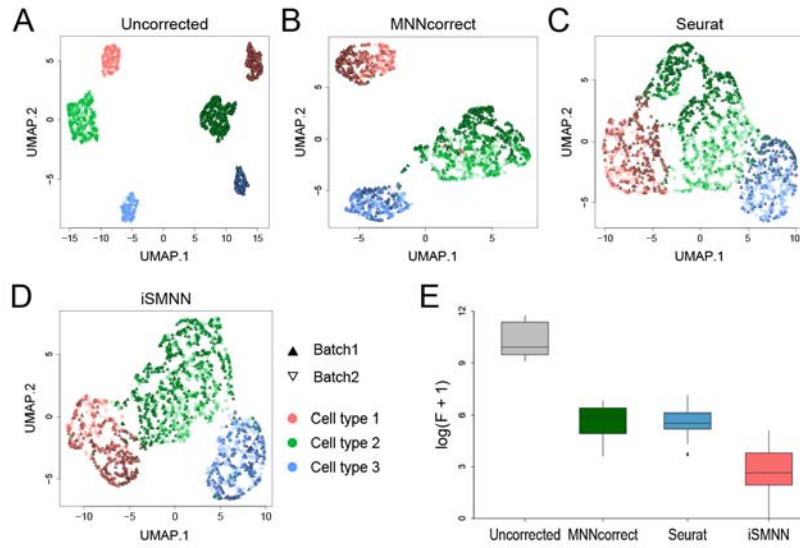 A
Uncorrected
5
0
−5
UMAP.2
−15 −10 −5 0 5 10 15
UMAP.1
B
MNNcorrect
5
0
−5
UMAP.2
−5 0 5
UMAP.1
C
Seurat
5
0
−5
UMAP.2
−10 −5 0 5 10
UMAP.1
D
iSMNN
5
0
−5
UMAP.2
−10 −5 0 5 10
UMAP.1
Batch1
Batch2
Cell type 1
Cell type 2
Cell type 3
E
12
9
6
3
0
log(F + 1)
Uncorrected MNNcorrect Seurat iSMNN